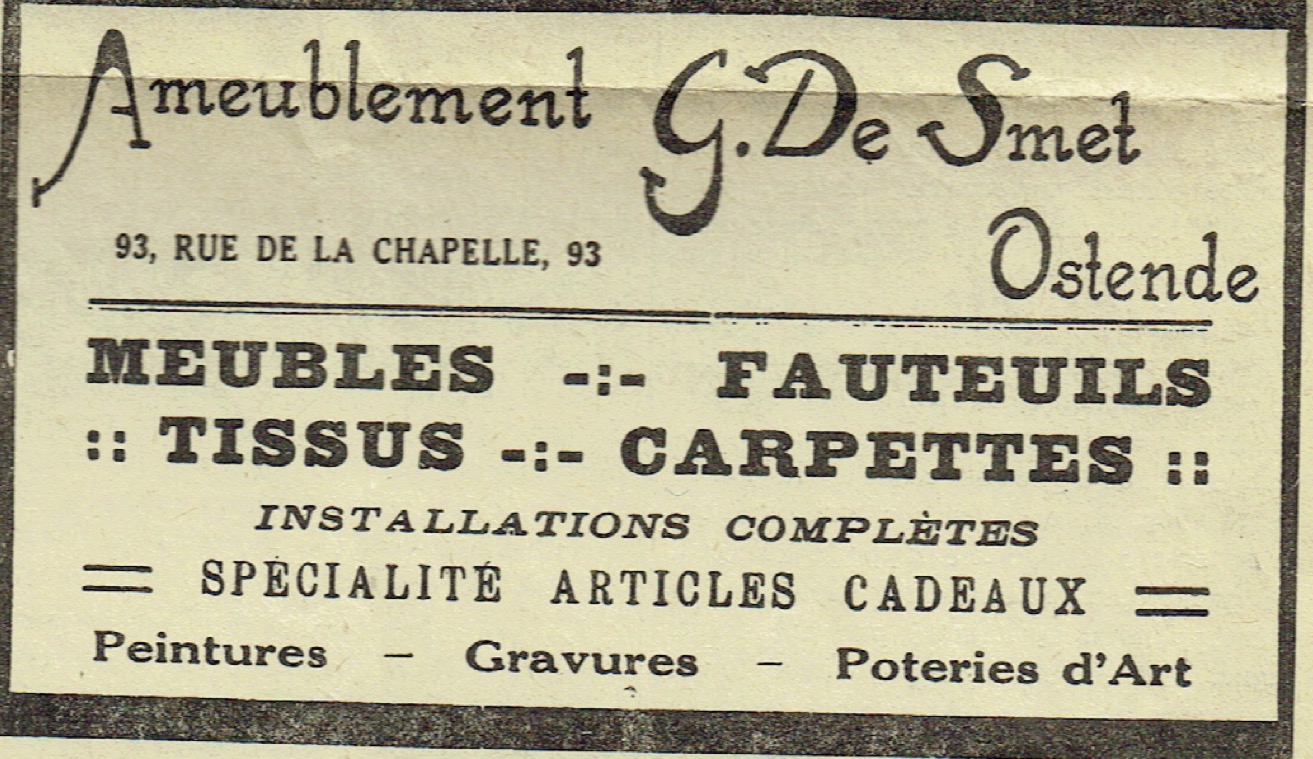 Ameublement G. De Smet
93, RUE DE LA CHAPELLE, 93
Ostende
MEUBLES -:- FAUTEUILS
:: TISSUS -:- CARPETTES ::
INSTALLATIONS COMPLÈTES
SPÉCIALITÉ ARTICLES CADEAUX
Peintures – Gravures – Poteries d'Art